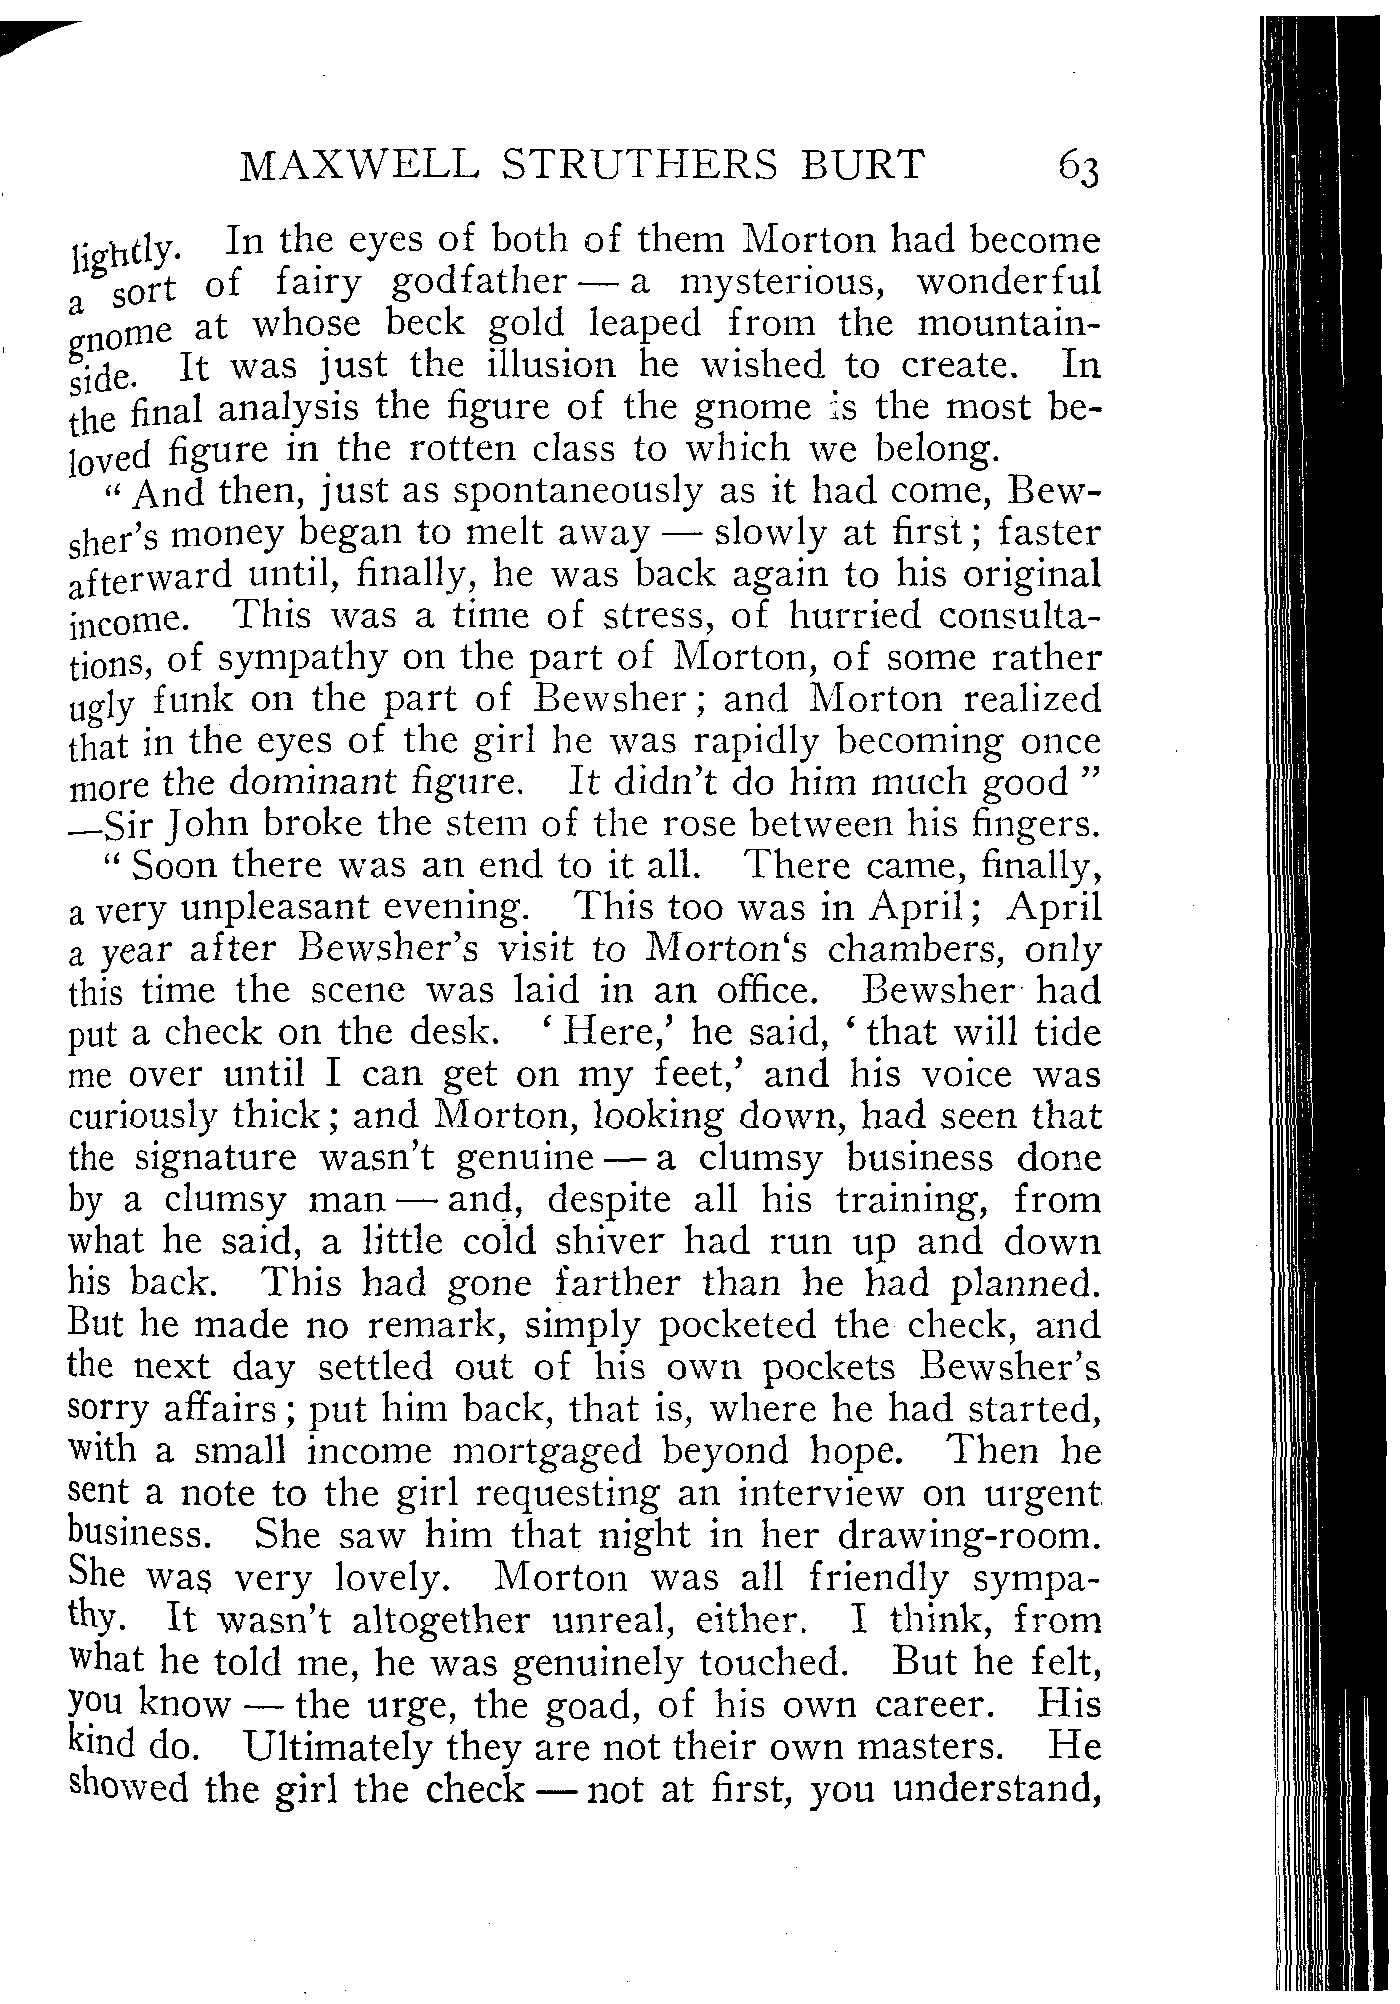 MAXWELL STRUTHERS BURT 63
lightly. In the eyes of both of them Morton had become
a sort of fairy godfather — a mysterious, wonderful
gnome at whose beck gold leaped from the mountain-
side. It was just the illusion he wished to create. In
the final analysis the figure of the gnome is the most be-
loved figure in the rotten class to which we belong.
“ And then, just as spontaneously as it had come, Bew-
sher's money began to melt away — slowly at first ; faster
afterward until, finally, he was back again to his original
income. This was a time of stress, of hurried consulta-
tions, of sympathy on the part of Morton, of some rather
ugly funk on the part of Bewsher ; and Morton realized
that in the eyes of the girl he was rapidly becoming once
more the dominant figure. It didn't do him much good ”
—Sir John broke the stem of the rose between his fingers.
“ Soon there was an end to it all. There came, finally,
a very unpleasant evening. This too was in April ; April
a year after Bewsher's visit to Morton‘s chambers, only
this time the scene was laid in an office. Bewsher had
put a check on the desk. ‘ Here,’ he said, ‘ that will tide
me over until I can get on my feet,’ and his voice was
curiously thick ; and Morton, looking down, had seen that
the signature wasn't genuine — a clumsy business done
by a clumsy man — and, despite all his training, from
what he said, a little cold shiver had run up and down
his back. This had gone farther than he had planned.
But he made no remark, simply pocketed the check, and
the next day settled out of his own pockets Bewsher's
sorry affairs ; put him back, that is, where he had started,
with a small income mortgaged beyond hope. Then he
sent a note to the girl requesting an interview on urgent
business. She saw him that night in her drawing-room.
She was very lovely. Morton was all friendly sympa-
thy. It wasn't altogether unreal, either. I think, from
what he told me, he was genuinely touched. But he felt,
you know — the urge, the goad, of his own career. His
kind do. Ultimately they are not their own masters. He
showed the girl the check — not at first, you understand,